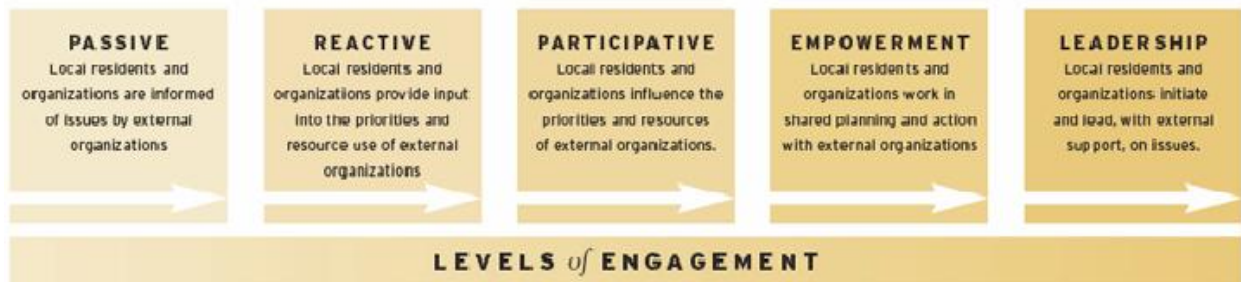 PASSIVE
Local residents and
organizations are informed
of issues by external
organizations
REACTIVE
Local residents and
organizations provide input
into the priorities and
resource use of external
organizations
PARTICIPATIVE
Local residents and
organizations influence the
priorities and resources
of external organizations.
EMPOWERMENT
Local residents and
organizations work in
shared planning and action
with external organizations
LEADERSHIP
Local residents and
organizations initiate
and lead, with external
support, on issues.
LEVELS of ENGAGEMENT